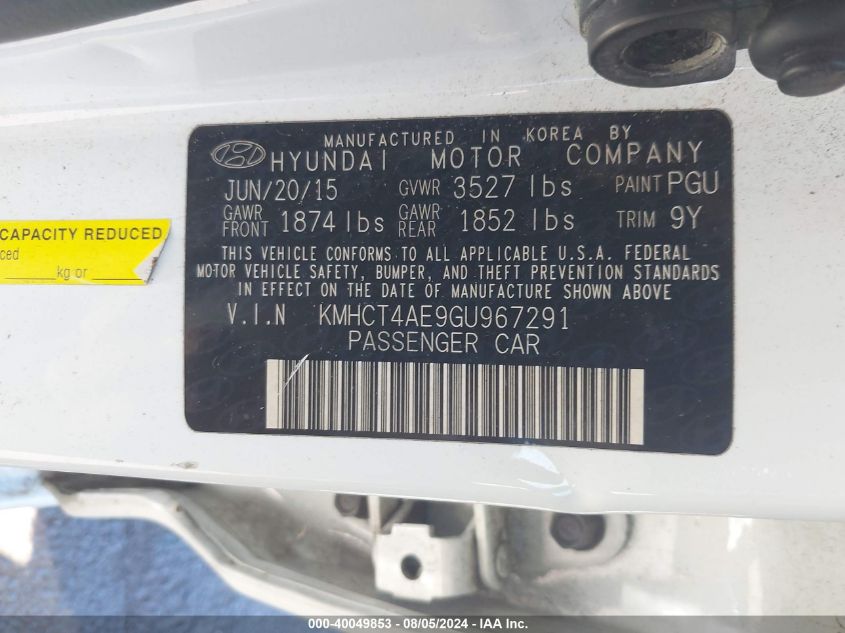 MANUFACTURED IN KOREA BY
HYUNDAI MOTOR COMPANY
JUN/20/15 GVWR 3527 lbs PAINT PGU
GAWR FRONT 1874 lbs GAWR REAR 1852 lbs TRIM 9Y
THIS VEHICLE CONFORMS TO ALL APPLICABLE U.S.A. FEDERAL
MOTOR VEHICLE SAFETY, BUMPER, AND THEFT PREVENTION STANDARDS
IN EFFECT ON THE DATE OF MANUFACTURE SHOWN ABOVE
V.I.N KMHCT4AE9GU967291
PASSENGER CAR
CAPACITY REDUCED
ced
kg or
000-40049853 - 08/05/2024 - IAAI.COM